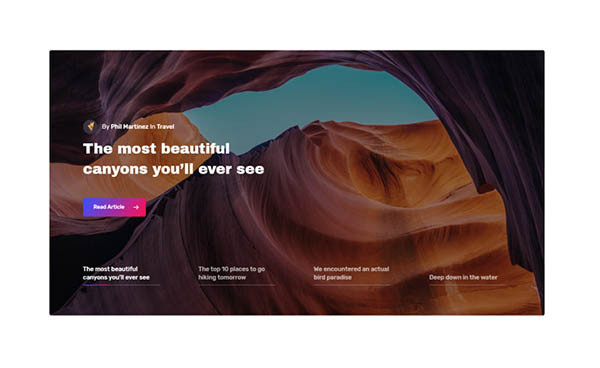 By Phil Martinez In Travel
The most beautiful
canyons you'll ever see
Read Article
The most beautiful
canyons you'll ever see
The top 10 places to go
hiking tomorrow
We encountered an actual
bird paradise
Deep down in the water